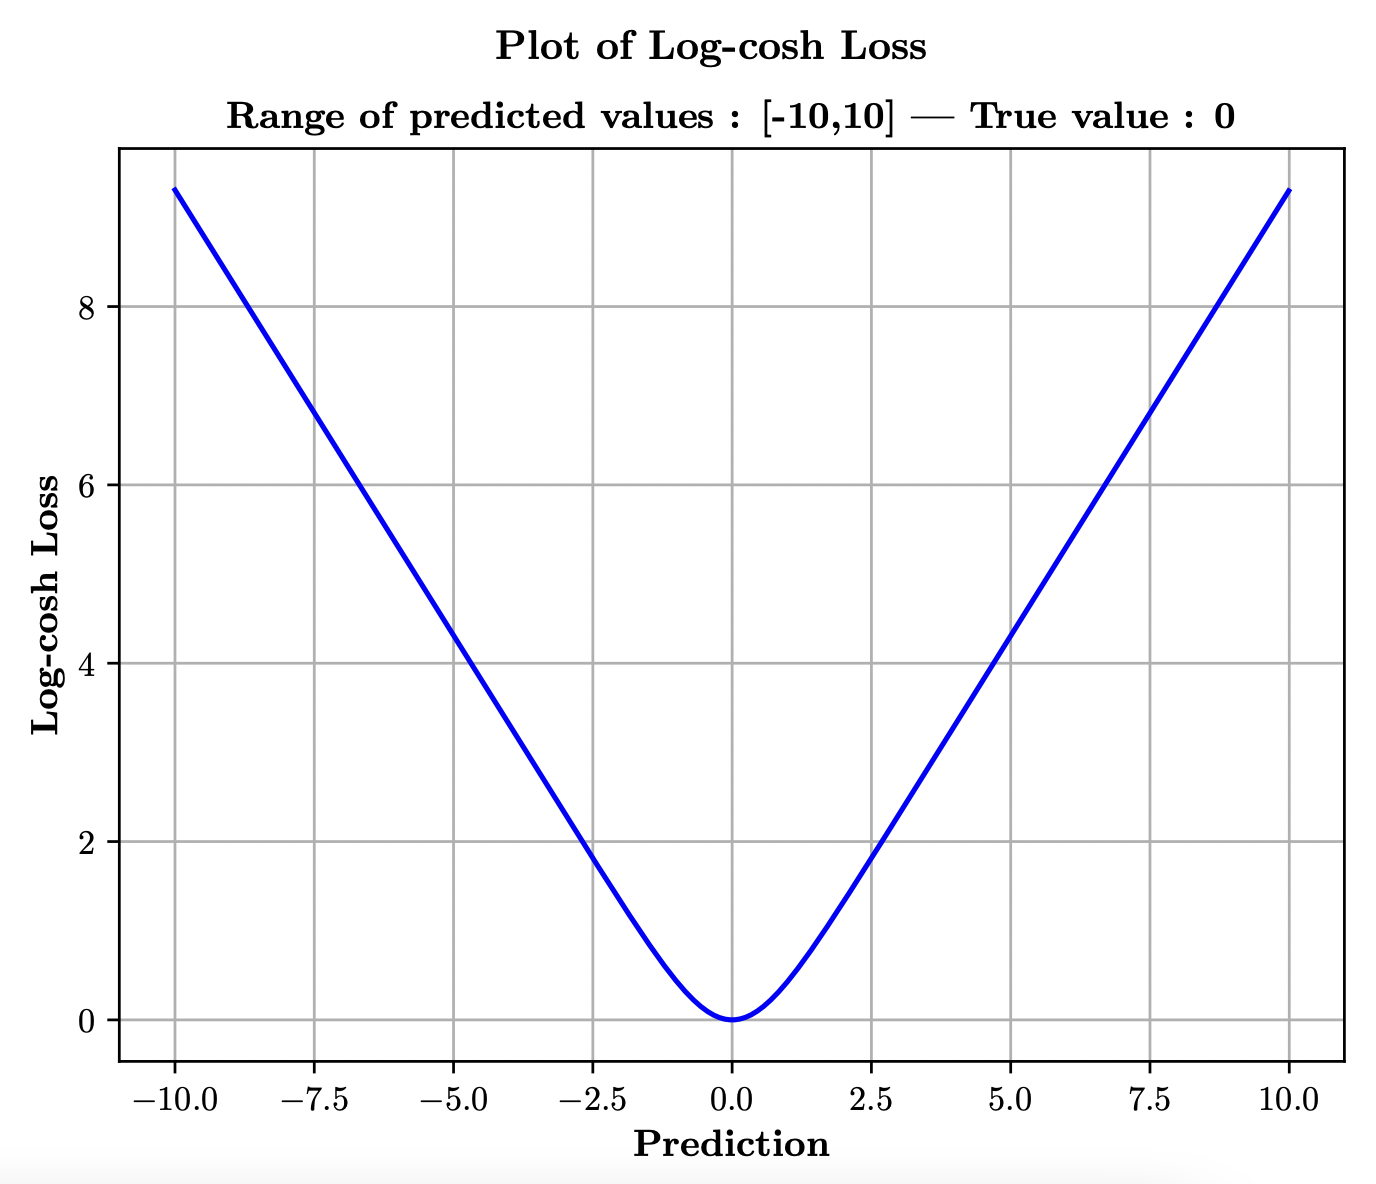 Plot of Log-cosh Loss
Range of predicted values : [-10,10] — True value : 0
Log-cosh Loss
8
6
4
2
0
−10.0 −7.5 −5.0 −2.5 0.0 2.5 5.0 7.5 10.0
Prediction